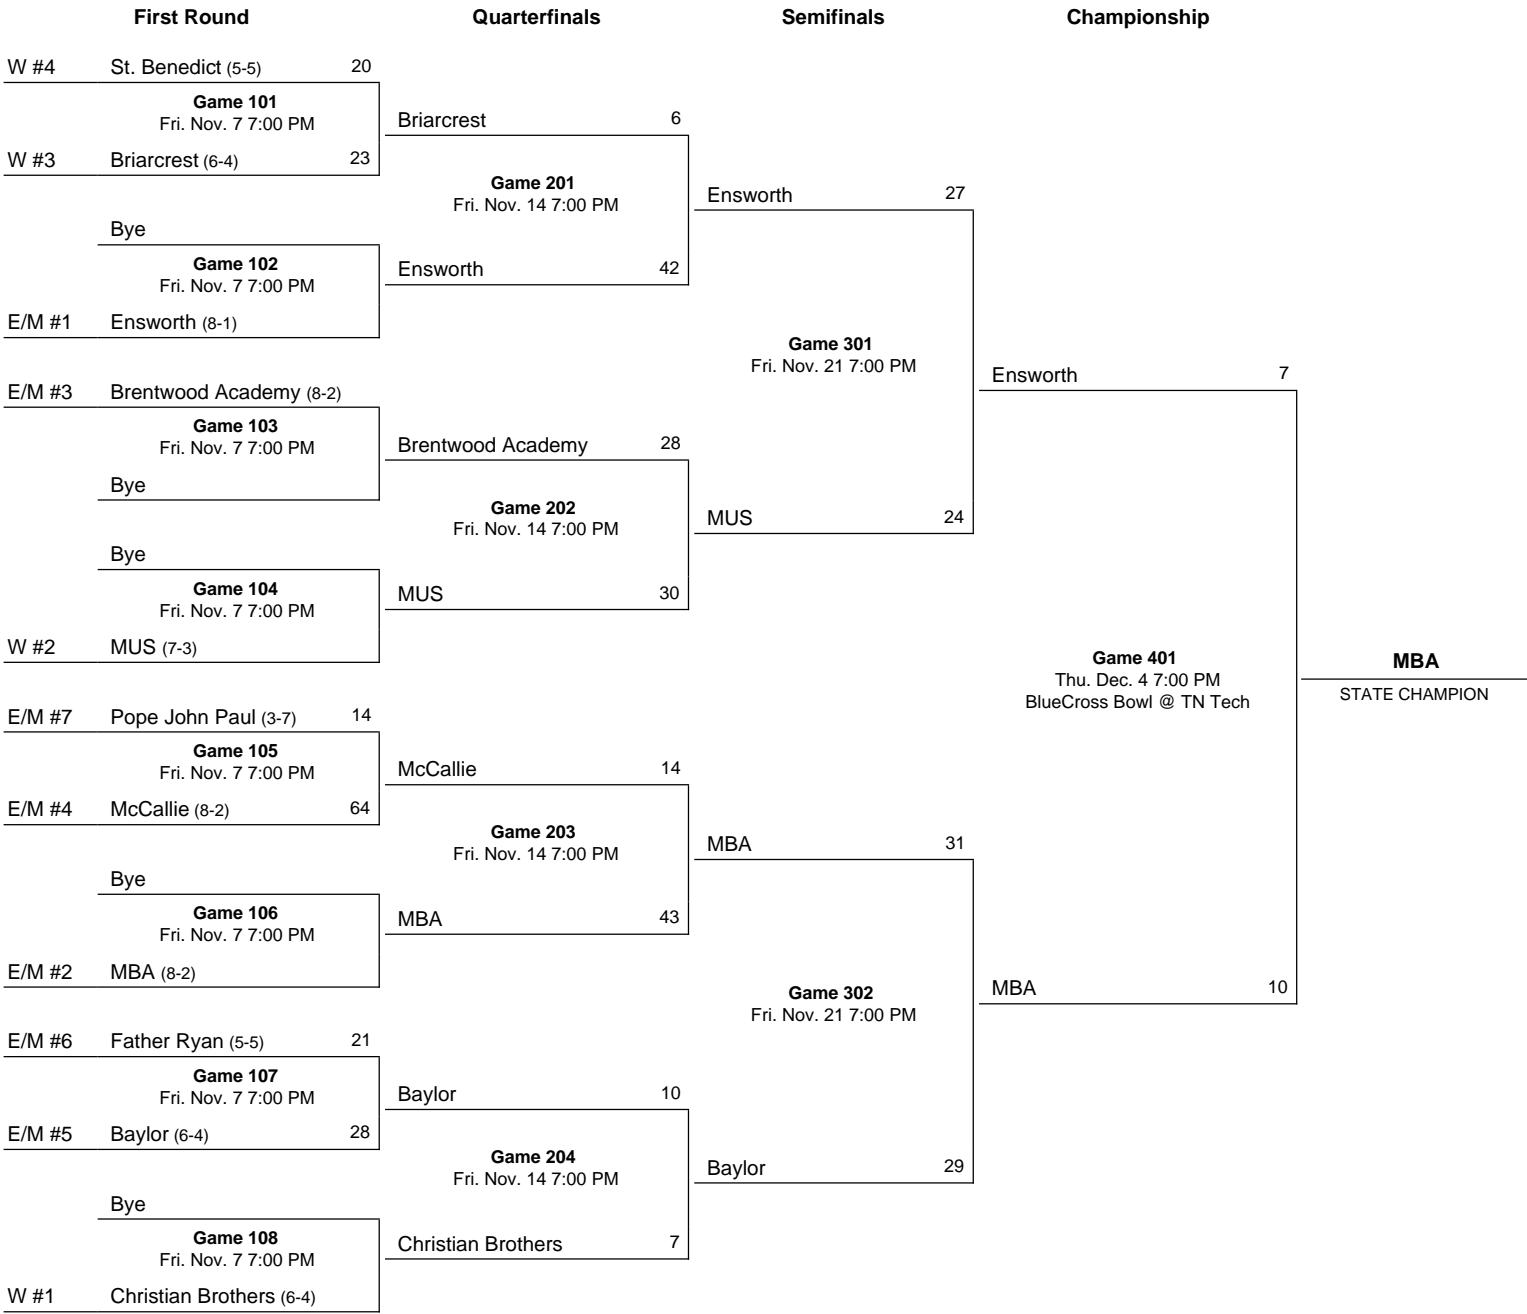 First Round Quarterfinals Semifinals Championship
W #4 St. Benedict (5-5) 20
Game 101
Fri. Nov. 7 7:00 PM
W #3 Briarcrest (6-4) 23
Bye
Game 102
Fri. Nov. 7 7:00 PM
E/M #1 Ensworth (8-1)
E/M #3 Brentwood Academy (8-2)
Game 103
Fri. Nov. 7 7:00 PM
Bye
Bye
Game 104
Fri. Nov. 7 7:00 PM
W #2 MUS (7-3)
E/M #7 Pope John Paul (3-7) 14
Game 105
Fri. Nov. 7 7:00 PM
E/M #4 McCallie (8-2) 64
Bye
Game 106
Fri. Nov. 7 7:00 PM
E/M #2 MBA (8-2)
E/M #6 Father Ryan (5-5) 21
Game 107
Fri. Nov. 7 7:00 PM
E/M #5 Baylor (6-4) 28
Bye
Game 108
Fri. Nov. 7 7:00 PM
W #1 Christian Brothers (6-4)
Briarcrest 6
Game 201
Fri. Nov. 14 7:00 PM
Ensworth 42
Brentwood Academy 28
Game 202
Fri. Nov. 14 7:00 PM
MUS 30
McCallie 14
Game 203
Fri. Nov. 14 7:00 PM
MBA 43
Baylor 10
Game 204
Fri. Nov. 14 7:00 PM
Christian Brothers 7
Ensworth 27
Game 301
Fri. Nov. 21 7:00 PM
MUS 24
MBA 31
Game 302
Fri. Nov. 21 7:00 PM
Baylor 29
Ensworth 7
Game 401
Thu. Dec. 4 7:00 PM
BlueCross Bowl @ TN Tech
MBA 10
MBA
STATE CHAMPION